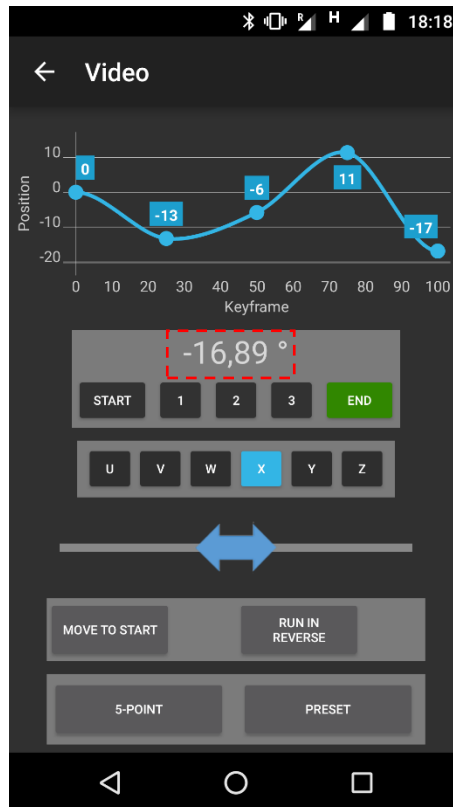 R H 18:18
Video
Position
10
0
-10
-20
0
-13
-6
11
-17
0 10 20 30 40 50 60 70 80 90 100
Keyframe
-16,89 °
START 1 2 3 END
U V W X Y Z
MOVE TO START
RUN IN
REVERSE
5-POINT PRESET